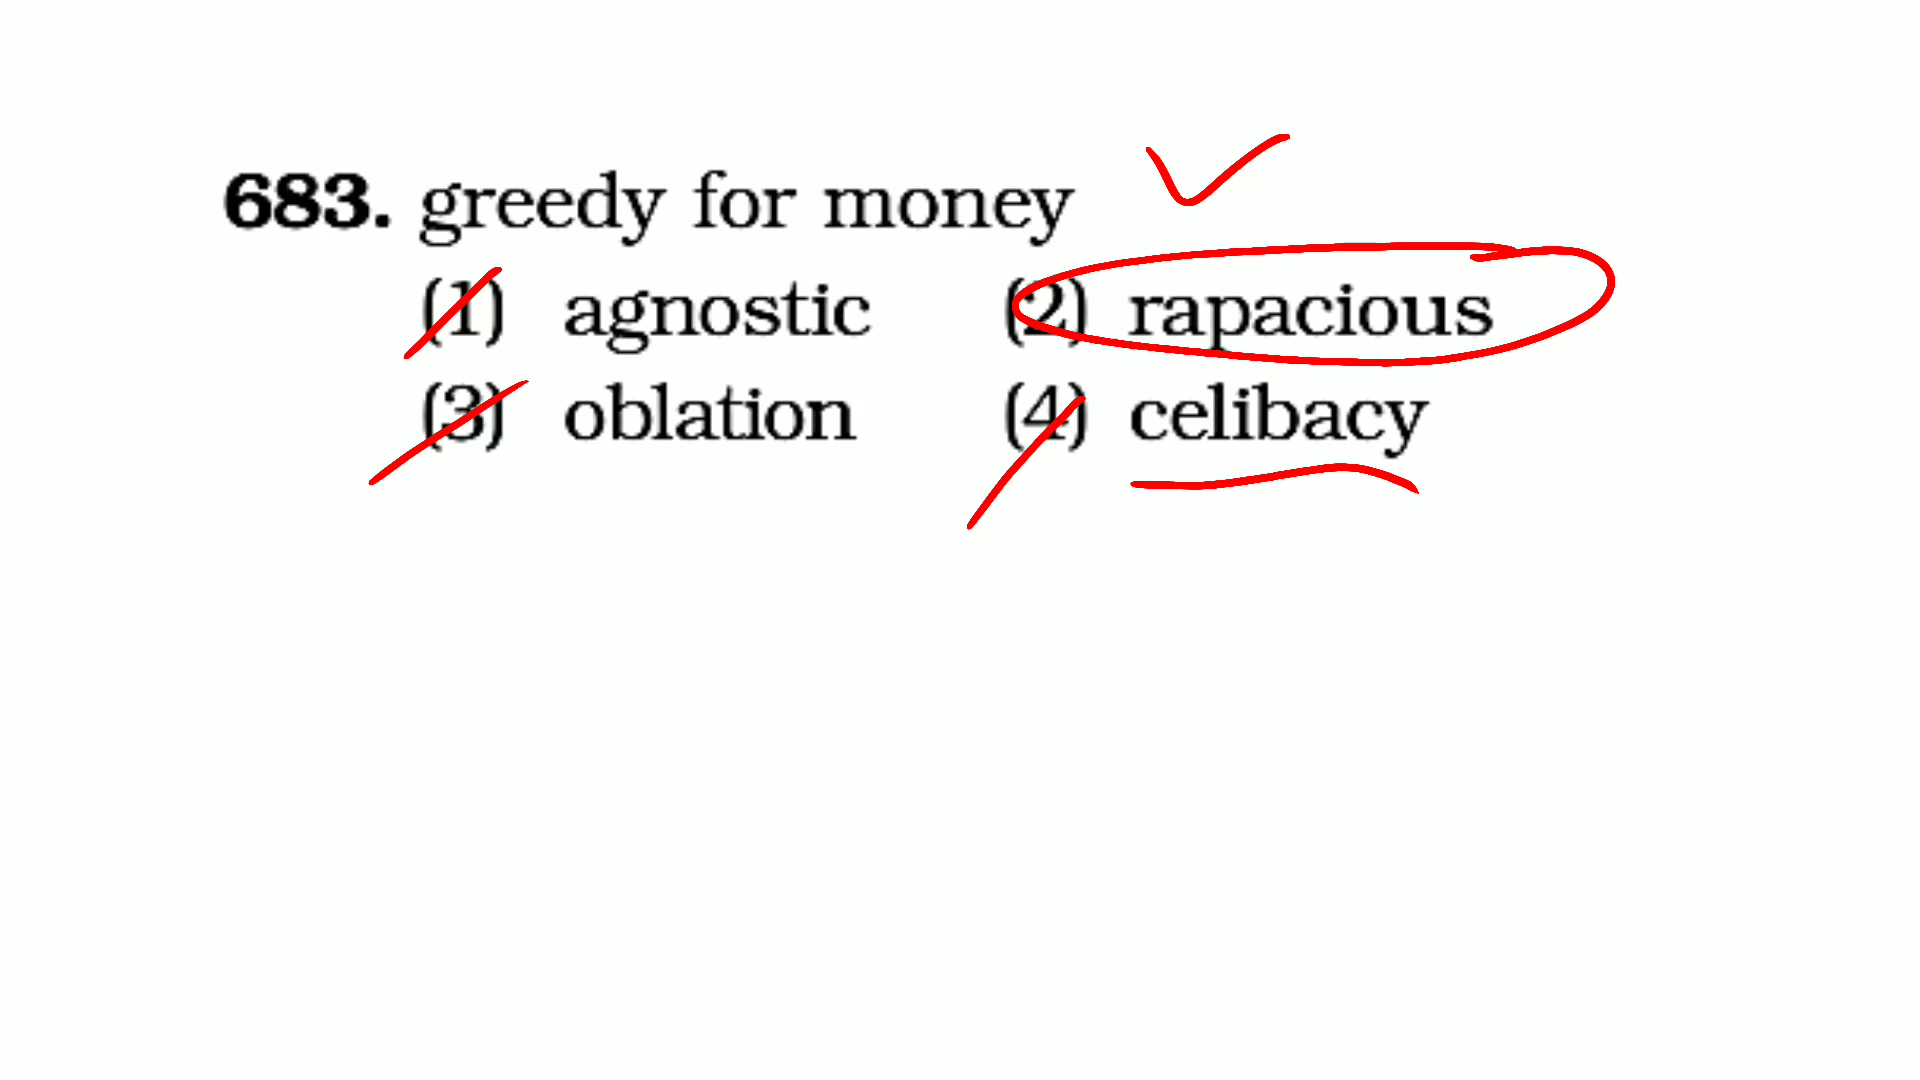 683. greedy for money
(1) agnostic (2) rapacious
(3) oblation (4) celibacy